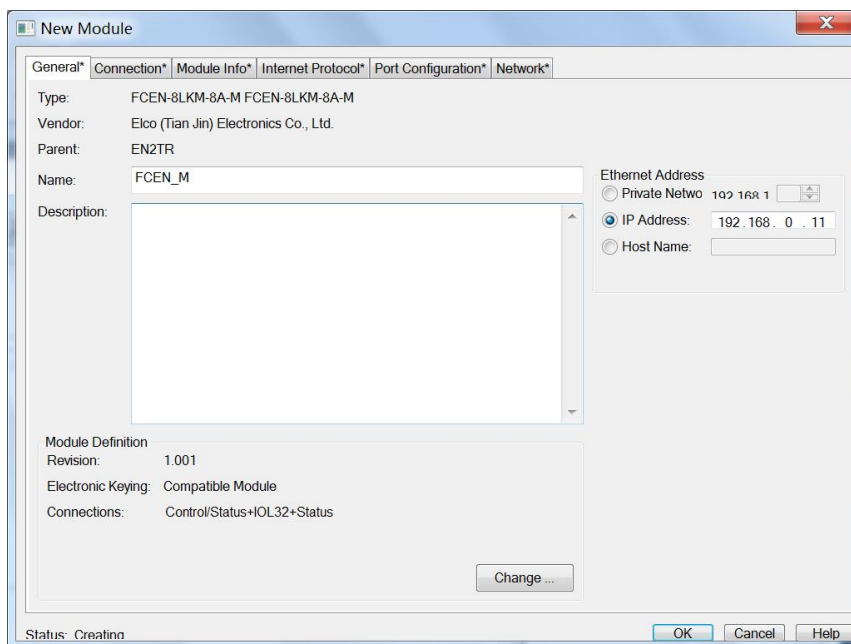 New Module
General* Connection* Module Info* Internet Protocol* Port Configuration* Network*
Type: FCEN-8LKM-8A-M FCEN-8LKM-8A-M
Vendor: Elco (Tian Jin) Electronics Co., Ltd.
Parent: EN2TR
Name: FCEN_M
Description:
Ethernet Address
Private Netwo 192.168.1
IP Address: 192.168. 0 . 11
Host Name:
Module Definition
Revision: 1.001
Electronic Keying: Compatible Module
Connections: Control/Status+IOL32+Status
Change ...
Status: Creating
OK Cancel Help